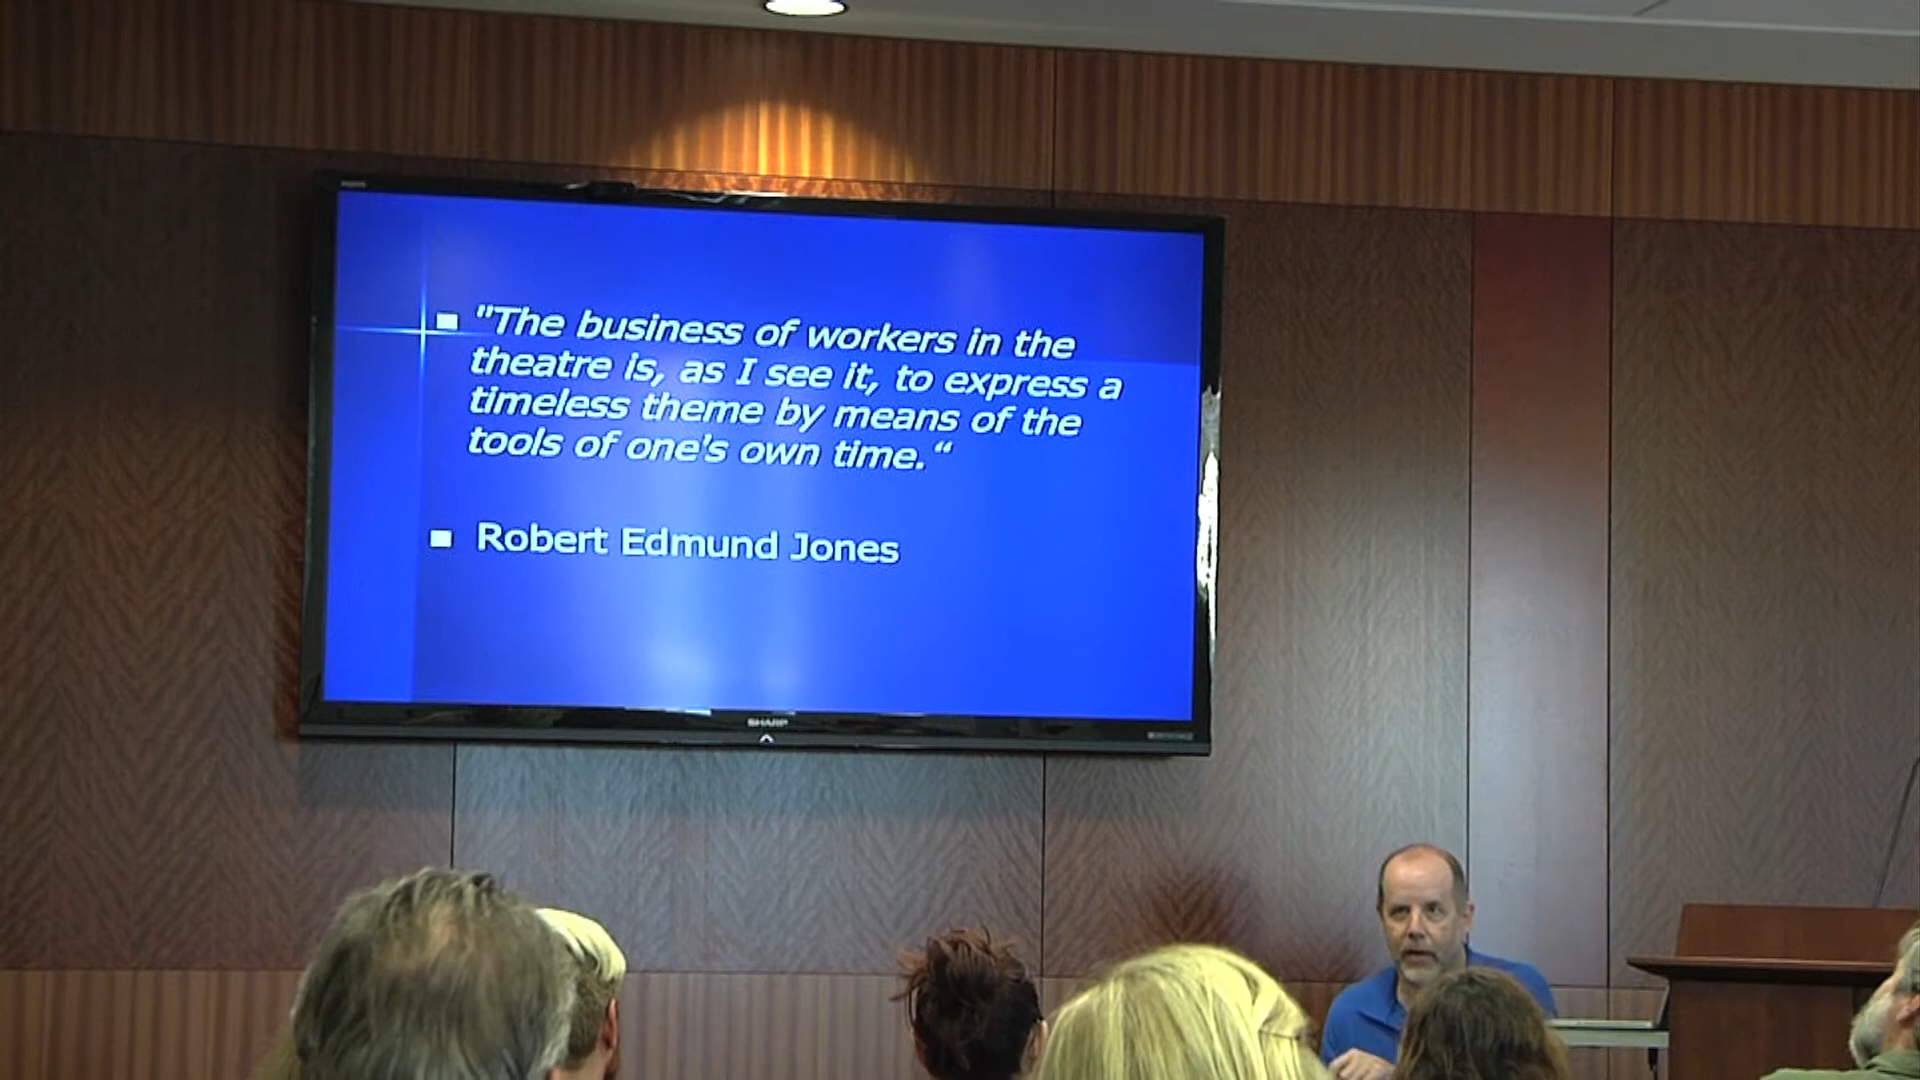 "The business of workers in the
theatre is, as I see it, to express a
timeless theme by means of the
tools of one's own time.“
Robert Edmund Jones
SHARP